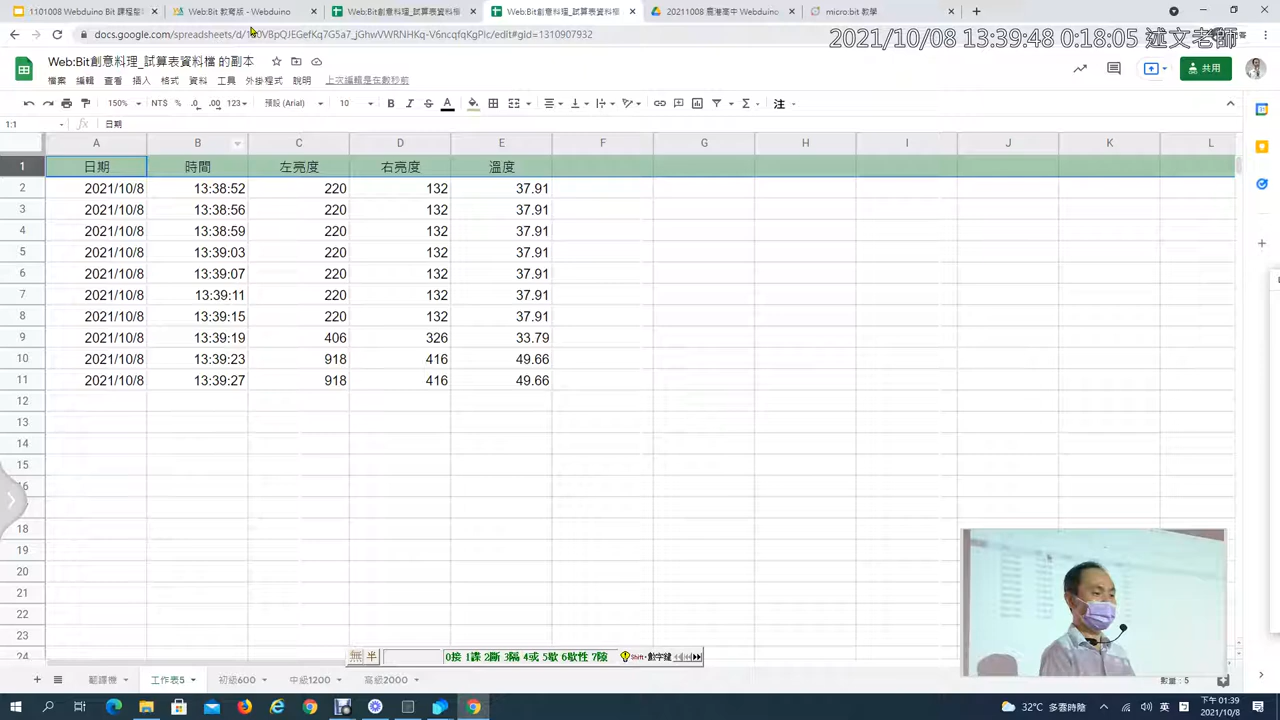 1101008 Webduino Bit 課程
Web:Bit 教育版 - Webduino
Web:Bit創意料理_試算表資料檔
Web:Bit創意料理_試算表資料檔
20211008 鹿港高中 Webduino
micro:bit 教學
2021/10/08 13:39:48 0:18:05 述文老師
Web:Bit創意料理_試算表資料檔 的副本
檔案 編輯 查看 插入 格式 資料 工具 外掛程式 說明 上次編輯是在數秒前
共用
150% NT$ % .0 .00 123 預設 (Arial) 10 B I S A 注
1:1 fx 日期
A B C D E F G H I J K L
1 日期 時間 左亮度 右亮度 溫度
2 2021/10/8 13:38:52 220 132 37.91
3 2021/10/8 13:38:56 220 132 37.91
4 2021/10/8 13:38:59 220 132 37.91
5 2021/10/8 13:39:03 220 132 37.91
6 2021/10/8 13:39:07 220 132 37.91
7 2021/10/8 13:39:11 220 132 37.91
8 2021/10/8 13:39:15 220 132 37.91
9 2021/10/8 13:39:19 406 326 33.79
10 2021/10/8 13:39:23 918 416 49.66
11 2021/10/8 13:39:27 918 416 49.66
12
13
14
15
16
18
19
20
21
22
23
24
無 半 0接 1課 2斷 3隔 4或 5歇 6歇性 7險 Shift+數字鍵
翻譯機 工作表5 初級600 中級1200 高級2000 數量：5
32°C 多雲時晴 英 下午 01:39
2021/10/8